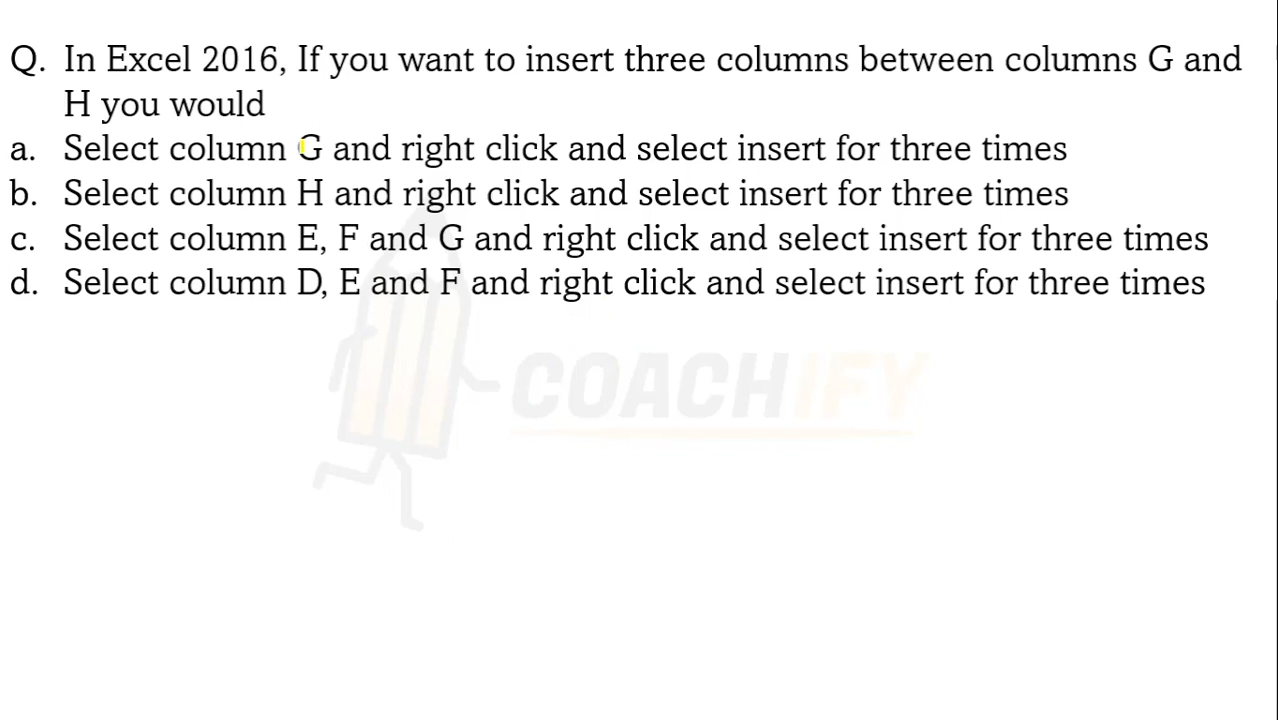 Q. In Excel 2016, If you want to insert three columns between columns G and
H you would
a. Select column G and right click and select insert for three times
b. Select column H and right click and select insert for three times
c. Select column E, F and G and right click and select insert for three times
d. Select column D, E and F and right click and select insert for three times
COACHIFY